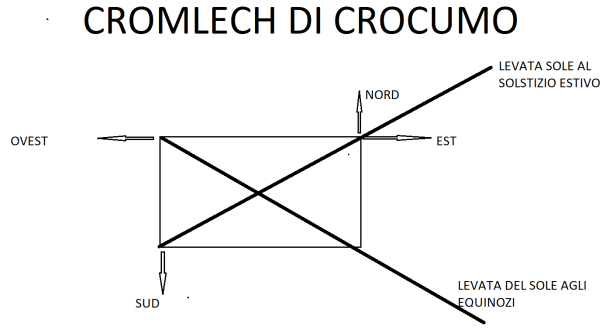 CROMLECH DI CROCUMO
LEVATA SOLE AL
SOLSTIZIO ESTIVO
NORD
OVEST
EST
LEVATA DEL SOLE AGLI
EQUINOZI
SUD